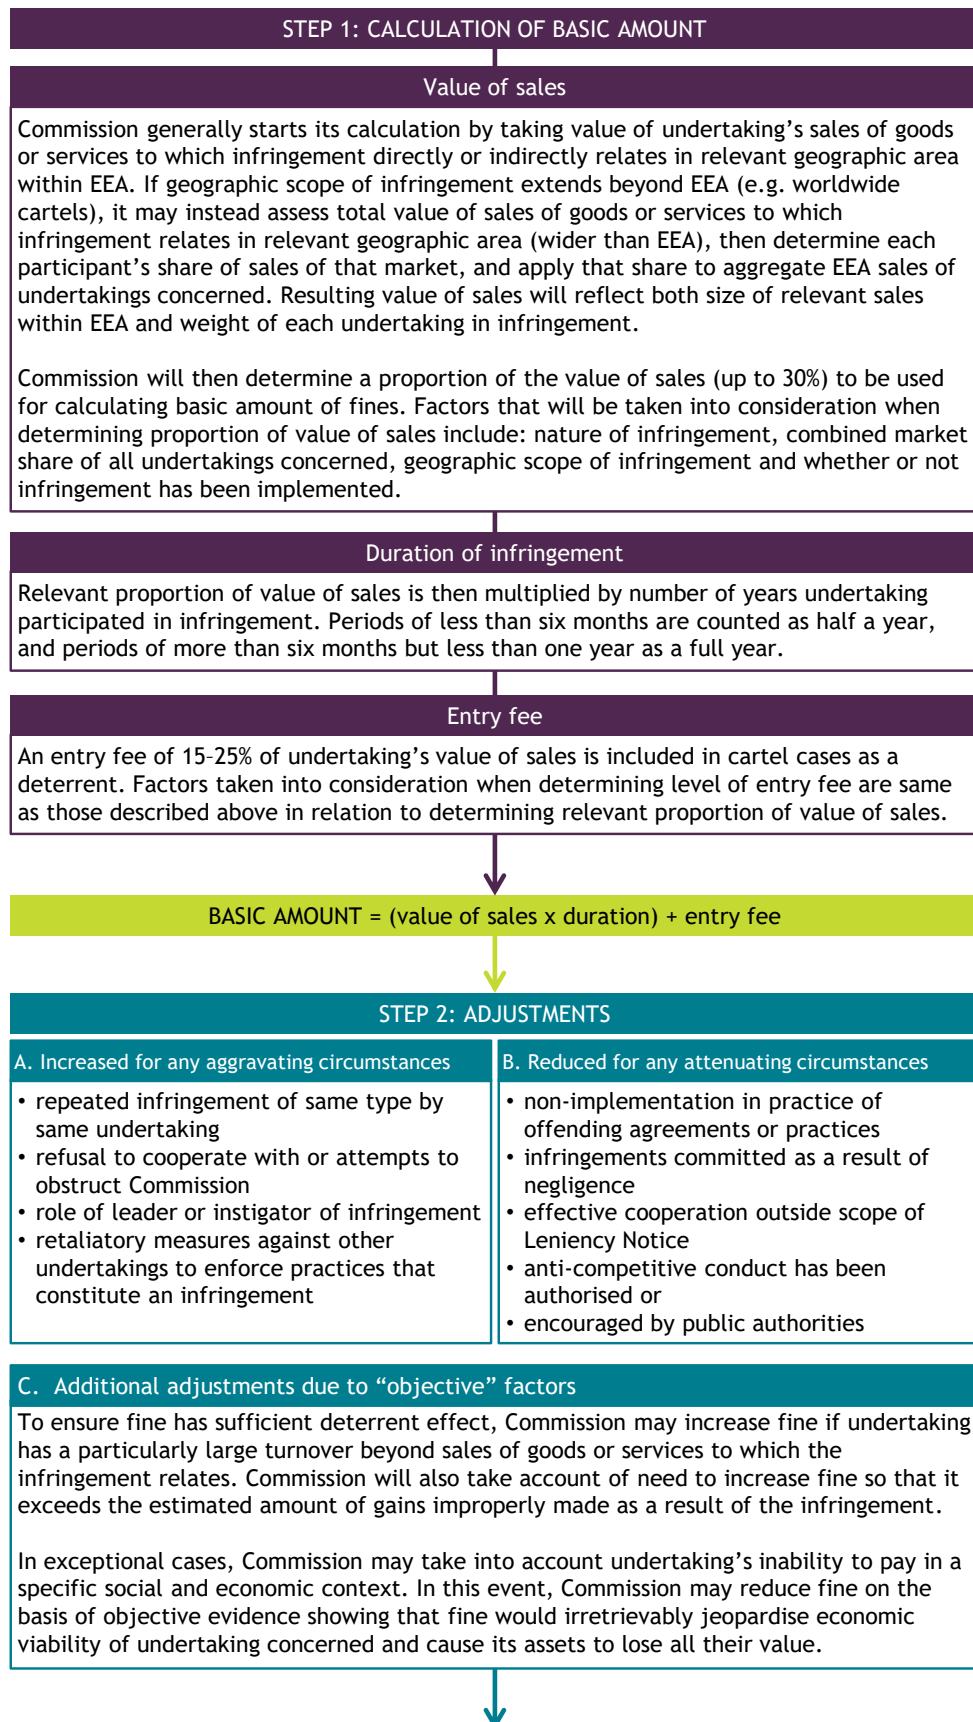 STEP 1: CALCULATION OF BASIC AMOUNT
Value of sales
Commission generally starts its calculation by taking value of undertaking’s sales of goods
or services to which infringement directly or indirectly relates in relevant geographic area
within EEA. If geographic scope of infringement extends beyond EEA (e.g. worldwide
cartels), it may instead assess total value of sales of goods or services to which
infringement relates in relevant geographic area (wider than EEA), then determine each
participant’s share of sales of that market, and apply that share to aggregate EEA sales of
undertakings concerned. Resulting value of sales will reflect both size of relevant sales
within EEA and weight of each undertaking in infringement.
Commission will then determine a proportion of the value of sales (up to 30%) to be used
for calculating basic amount of fines. Factors that will be taken into consideration when
determining proportion of value of sales include: nature of infringement, combined market
share of all undertakings concerned, geographic scope of infringement and whether or not
infringement has been implemented.
Duration of infringement
Relevant proportion of value of sales is then multiplied by number of years undertaking
participated in infringement. Periods of less than six months are counted as half a year,
and periods of more than six months but less than one year as a full year.
Entry fee
An entry fee of 15–25% of undertaking’s value of sales is included in cartel cases as a
deterrent. Factors taken into consideration when determining level of entry fee are same
as those described above in relation to determining relevant proportion of value of sales.
BASIC AMOUNT = (value of sales x duration) + entry fee
STEP 2: ADJUSTMENTS
A. Increased for any aggravating circumstances
• repeated infringement of same type by
same undertaking
• refusal to cooperate with or attempts to
obstruct Commission
• role of leader or instigator of infringement
• retaliatory measures against other
undertakings to enforce practices that
constitute an infringement
B. Reduced for any attenuating circumstances
• non-implementation in practice of
offending agreements or practices
• infringements committed as a result of
negligence
• effective cooperation outside scope of
Leniency Notice
• anti-competitive conduct has been
authorised or
• encouraged by public authorities
C. Additional adjustments due to “objective” factors
To ensure fine has sufficient deterrent effect, Commission may increase fine if undertaking
has a particularly large turnover beyond sales of goods or services to which the
infringement relates. Commission will also take account of need to increase fine so that it
exceeds the estimated amount of gains improperly made as a result of the infringement.
In exceptional cases, Commission may take into account undertaking’s inability to pay in a
specific social and economic context. In this event, Commission may reduce fine on the
basis of objective evidence showing that fine would irretrievably jeopardise economic
viability of undertaking concerned and cause its assets to lose all their value.